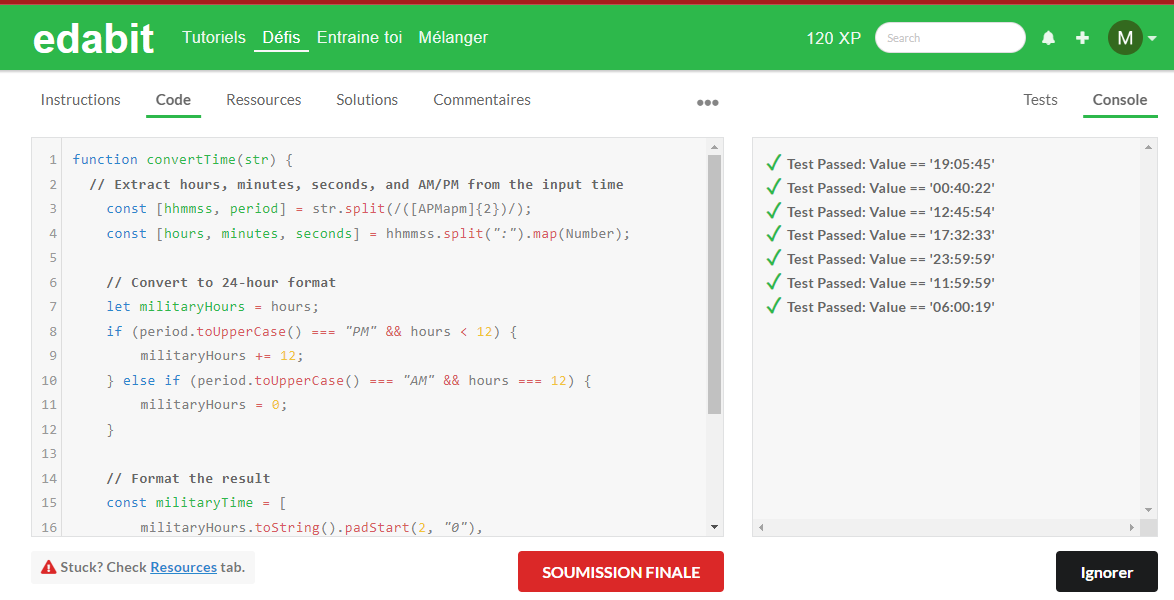 edabit Tutoriels Défis Entraine toi Mélanger 120 XP Search M
Instructions Code Ressources Solutions Commentaires ••• Tests Console
1 function convertTime(str) {
2 // Extract hours, minutes, seconds, and AM/PM from the input time
3 const [hhmmss, period] = str.split(/([APMapm]{2})/);
4 const [hours, minutes, seconds] = hhmmss.split(":").map(Number);
5
6 // Convert to 24-hour format
7 let militaryHours = hours;
8 if (period.toUpperCase() === "PM" && hours < 12) {
9 militaryHours += 12;
10 } else if (period.toUpperCase() === "AM" && hours === 12) {
11 militaryHours = 0;
12 }
13
14 // Format the result
15 const militaryTime = [
16 militaryHours.toString().padStart(2, "0"),
Test Passed: Value == '19:05:45'
Test Passed: Value == '00:40:22'
Test Passed: Value == '12:45:54'
Test Passed: Value == '17:32:33'
Test Passed: Value == '23:59:59'
Test Passed: Value == '11:59:59'
Test Passed: Value == '06:00:19'
Stuck? Check Resources tab.
SOUMISSION FINALE
Ignorer